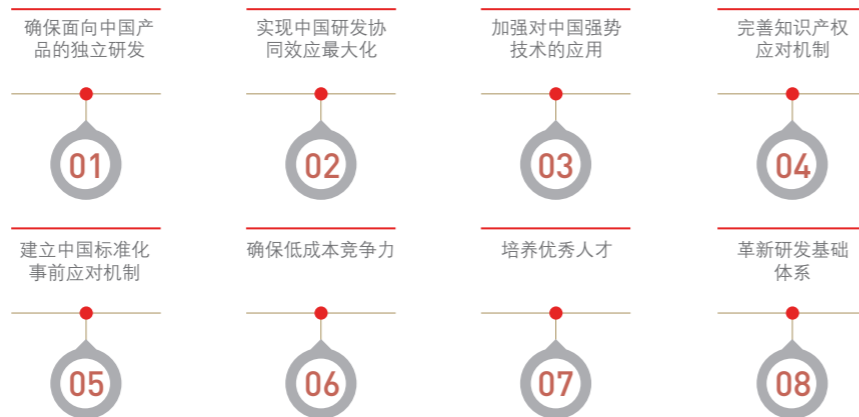 确保面向中国产
品的独立研发
实现中国研发协
同效应最大化
加强对中国强势
技术的应用
完善知识产权
应对机制
01
02
03
04
建立中国标准化
事前应对机制
确保低成本竞争力
培养优秀人才
革新研发基础
体系
05
06
07
08